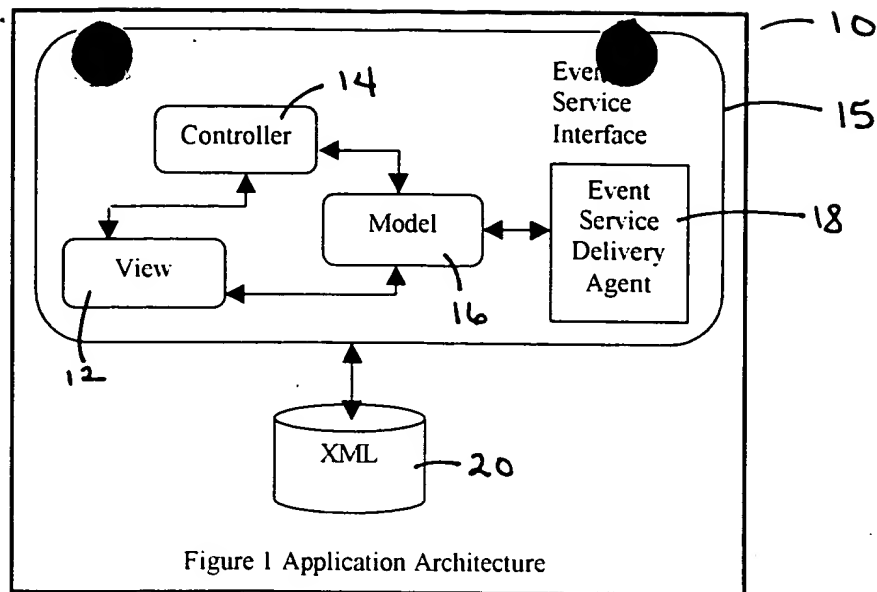 10
Event
Service
Interface
15
14
Controller
Event
Service
Delivery
Agent
18
Model
16
View
12
XML
20
Figure 1 Application Architecture